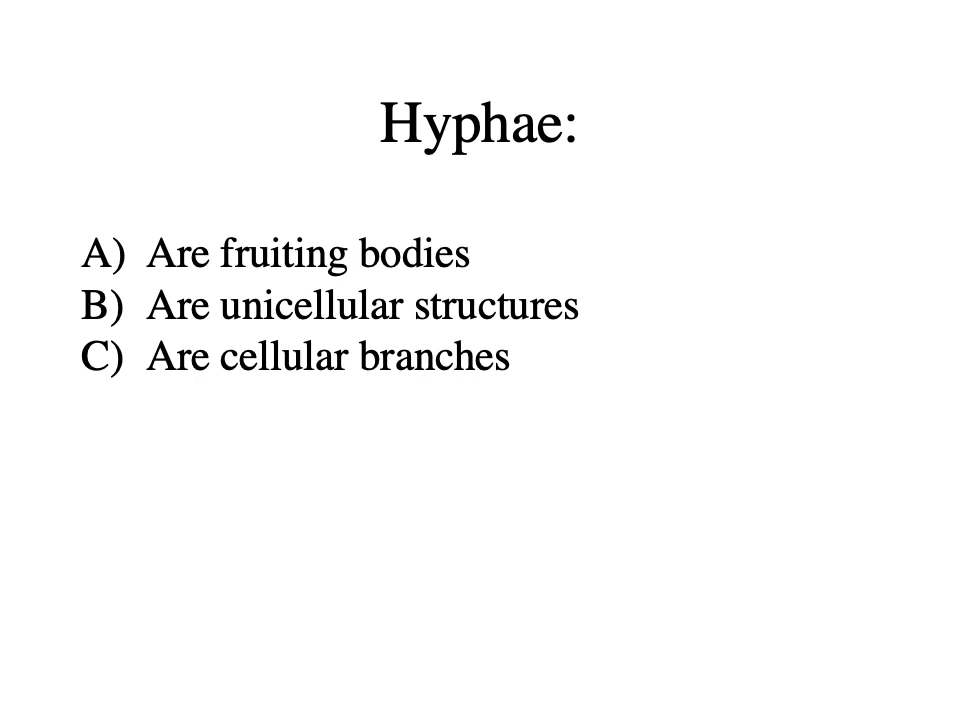 Hyphae:
A) Are fruiting bodies
B) Are unicellular structures
C) Are cellular branches